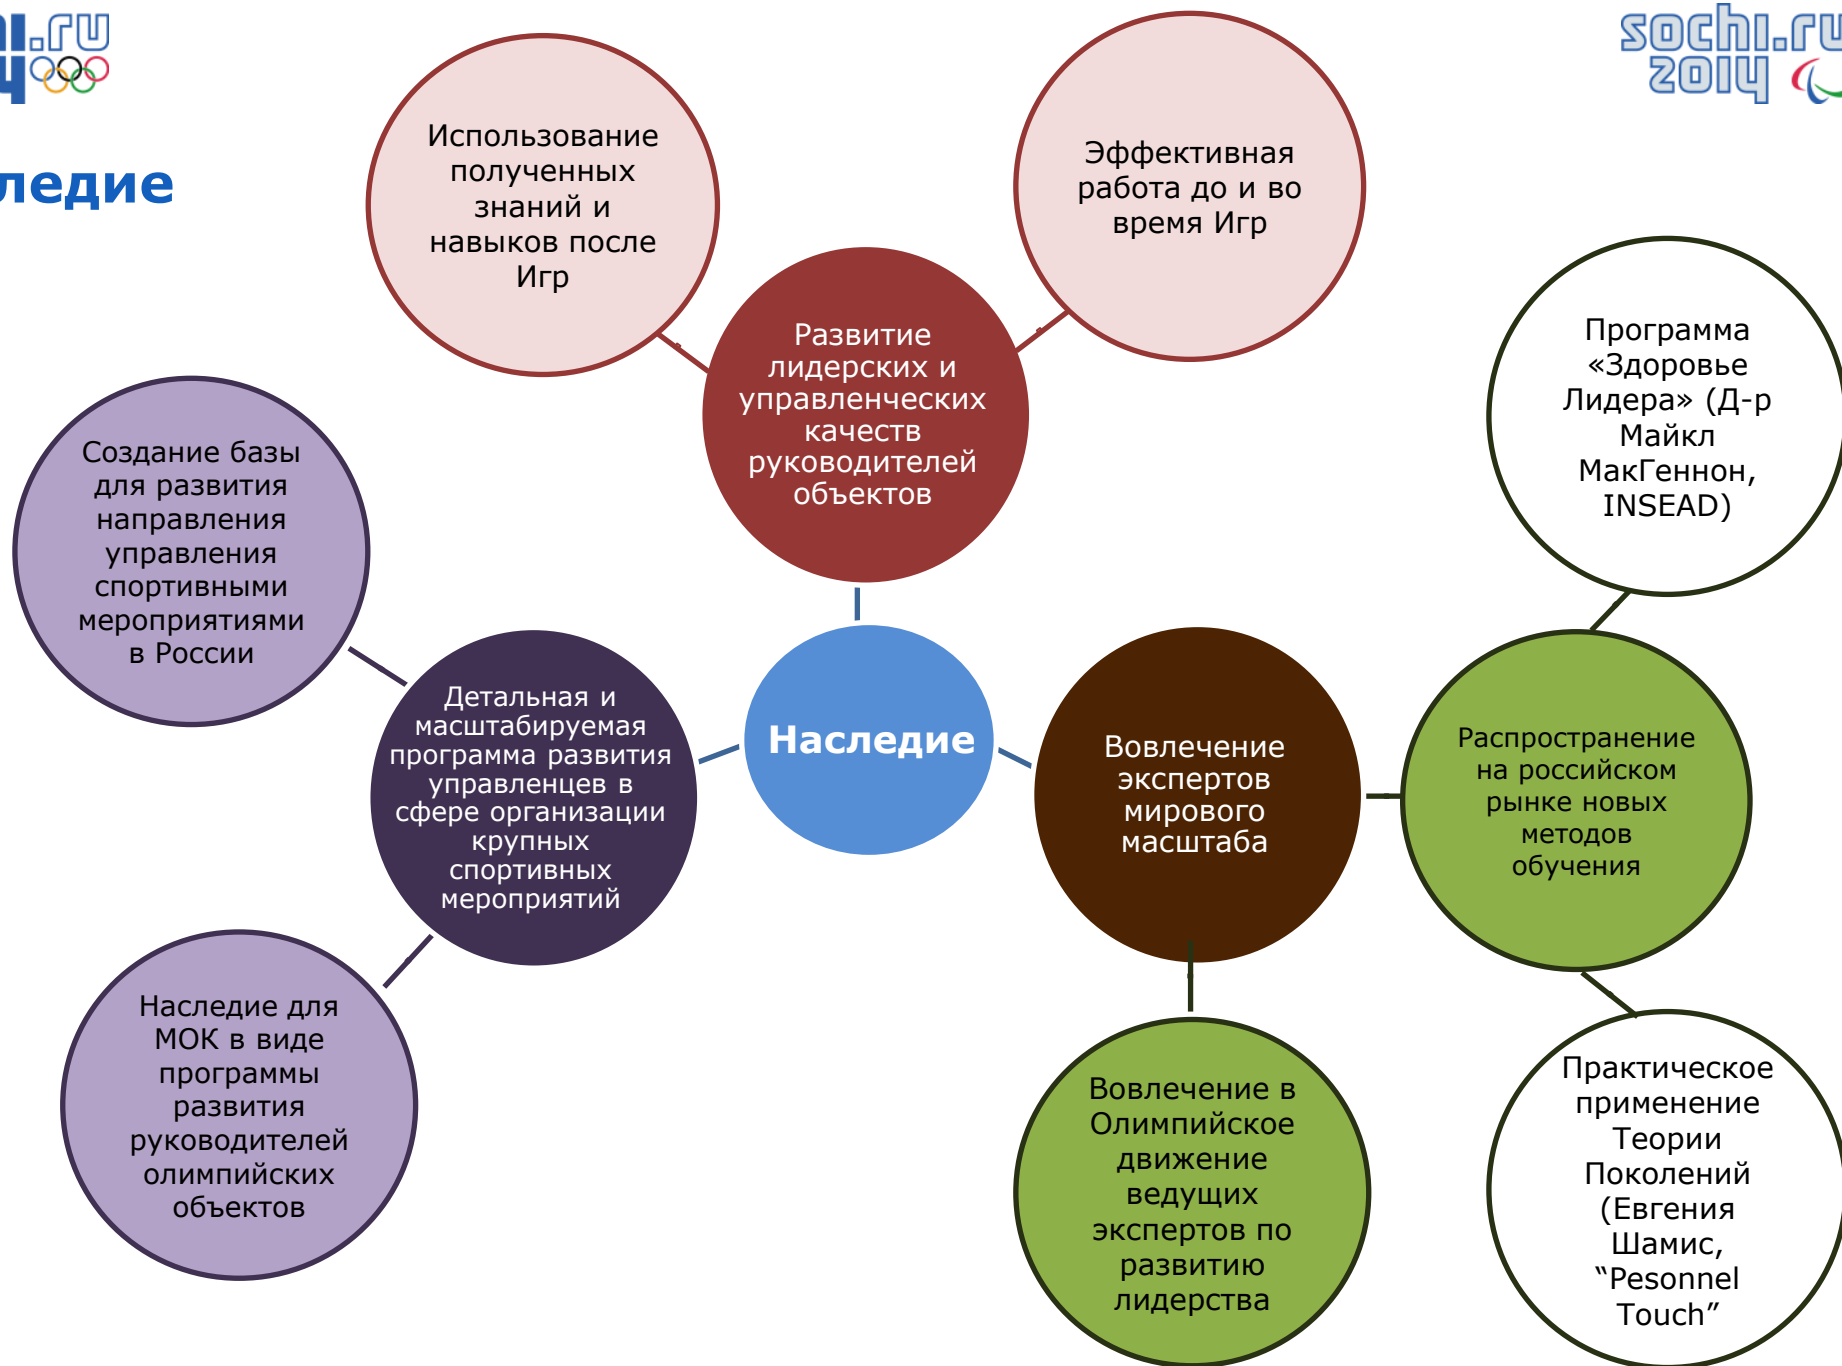 sochi.ru
2014
ледие
Использование
полученных
знаний и
навыков после
Игр
Эффективная
работа до и во
время Игр
Развитие
лидерских и
управленческих
качеств
руководителей
объектов
Программа
«Здоровье
Лидера» (Д-р
Майкл
МакГеннон,
INSEAD)
Создание базы
для развития
направления
управления
спортивными
мероприятиями
в России
Детальная и
масштабируемая
программа развития
управленцев в
сфере организации
крупных
спортивных
мероприятий
Наследие
Вовлечение
экспертов
мирового
масштаба
Распространение
на российском
рынке новых
методов
обучения
Наследие для
МОК в виде
программы
развития
руководителей
олимпийских
объектов
Вовлечение в
Олимпийское
движение
ведущих
экспертов по
развитию
лидерства
Практическое
применение
Теории
Поколений
(Евгения
Шамис,
“Pesonnel
Touch”